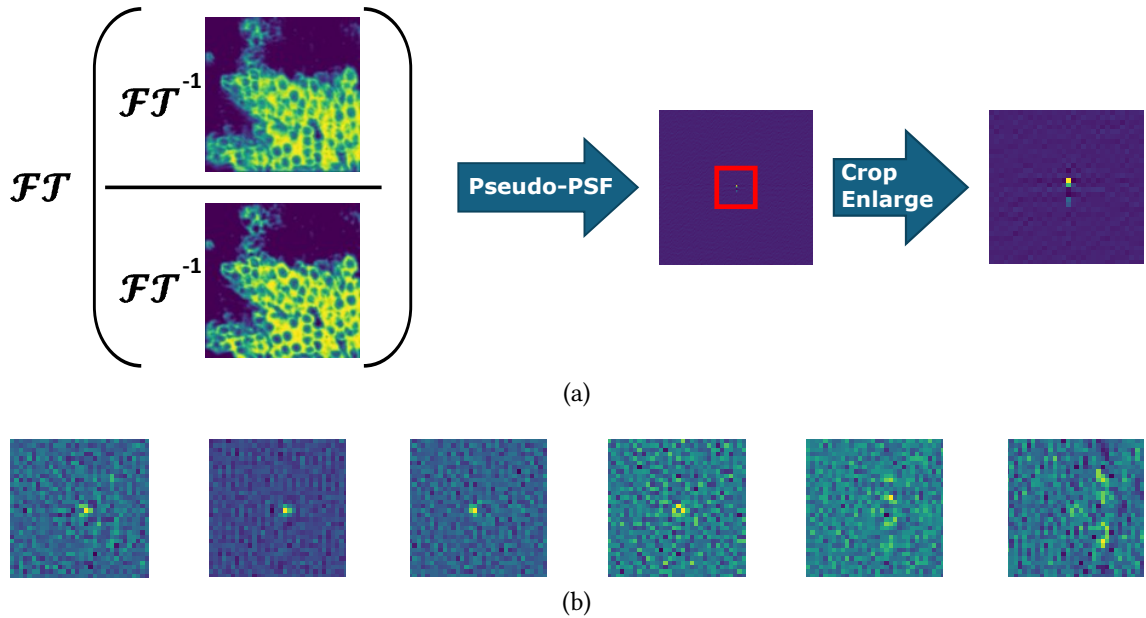 𝓕𝓣
𝓕𝓣⁻¹
𝓕𝓣⁻¹
Pseudo-PSF
Crop
Enlarge
(a)
(b)